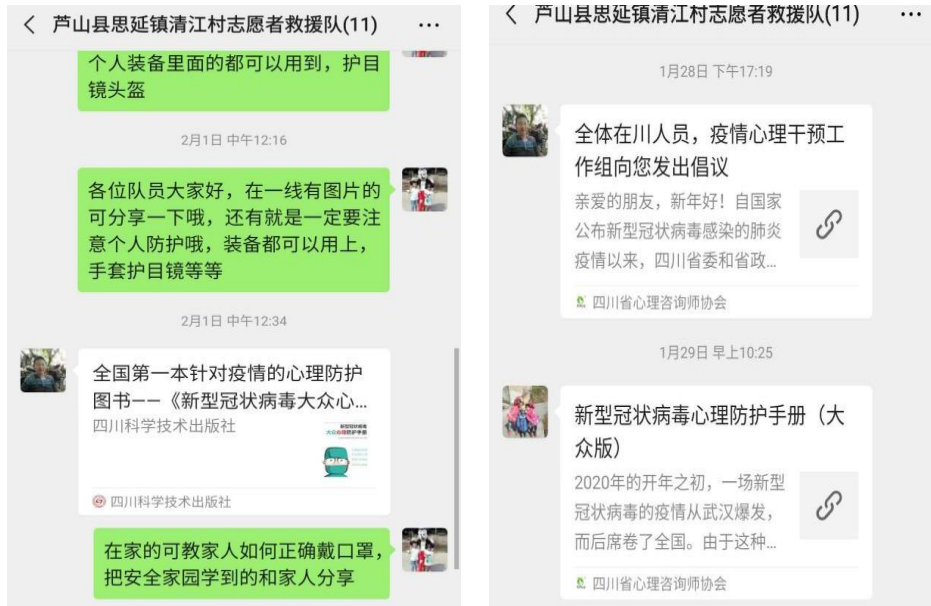 芦山县思延镇清江村志愿者救援队(11)
个人装备里面的都可以用到，护目
镜头盔
2月1日 中午12:16
各位队员大家好，在一线有图片的
可分享一下哦，还有就是一定要注
意个人防护哦，装备都可以用上，
手套护目镜等等
2月1日 中午12:34
全国第一本针对疫情的心理防护
图书——《新型冠状病毒大众心...
四川科学技术出版社
新型冠状病毒
大众心理防护手册
四川科学技术出版社
在家的可教家人如何正确戴口罩，
把安全家园学到的和家人分享
芦山县思延镇清江村志愿者救援队(11)
1月28日 下午17:19
全体在川人员，疫情心理干预工
作组向您发出倡议
亲爱的朋友，新年好！自国家
公布新型冠状病毒感染的肺炎
疫情以来，四川省委和省政...
四川省心理咨询师协会
1月29日 早上10:25
新型冠状病毒心理防护手册（大
众版）
2020年的开年之初，一场新型
冠状病毒的疫情从武汉爆发，
而后席卷了全国。由于这种...
四川省心理咨询师协会